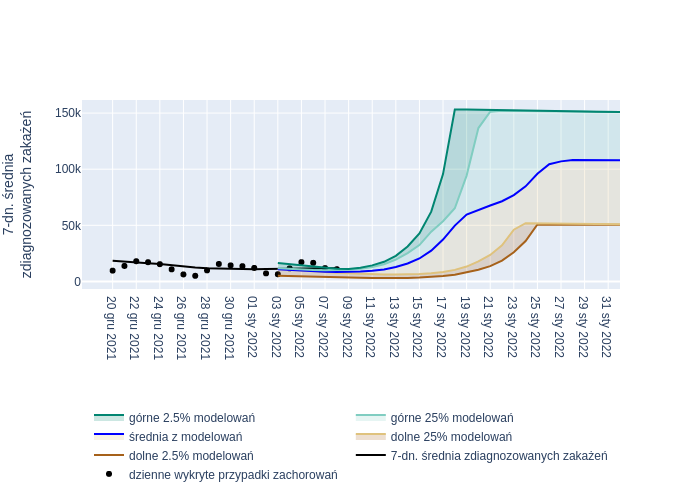 7-dn. średnia
zdiagnozowanych zakażeń
150k
100k
50k
0
20 gru 2021
22 gru 2021
24 gru 2021
26 gru 2021
28 gru 2021
30 gru 2021
01 sty 2022
03 sty 2022
05 sty 2022
07 sty 2022
09 sty 2022
11 sty 2022
13 sty 2022
15 sty 2022
17 sty 2022
19 sty 2022
21 sty 2022
23 sty 2022
25 sty 2022
27 sty 2022
29 sty 2022
31 sty 2022
górne 2.5% modelowań
górne 25% modelowań
średnia z modelowań
dolne 25% modelowań
dolne 2.5% modelowań
7-dn. średnia zdiagnozowanych zakażeń
dzienne wykryte przypadki zachorowań